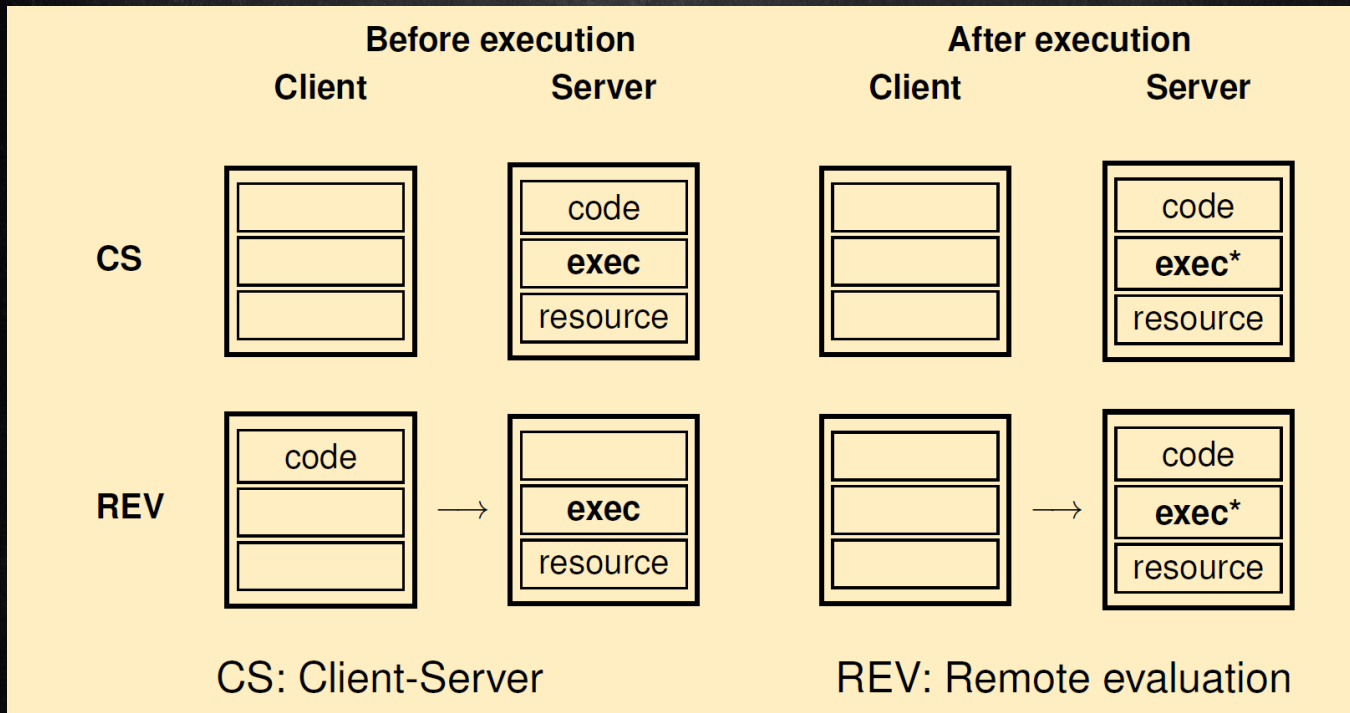 Before execution After execution
Client Server Client Server
code code
CS exec exec*
resource resource
code code
REV → exec → exec*
resource resource
CS: Client-Server REV: Remote evaluation